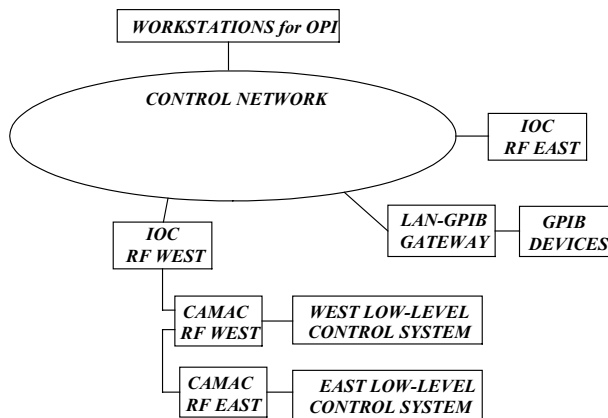 WORKSTATIONS for OPI
CONTROL NETWORK
IOC
RF EAST
LAN-GPIB
GATEWAY
GPIB
DEVICES
IOC
RF WEST
CAMAC
RF WEST
WEST LOW-LEVEL
CONTROL SYSTEM
CAMAC
RF EAST
EAST LOW-LEVEL
CONTROL SYSTEM